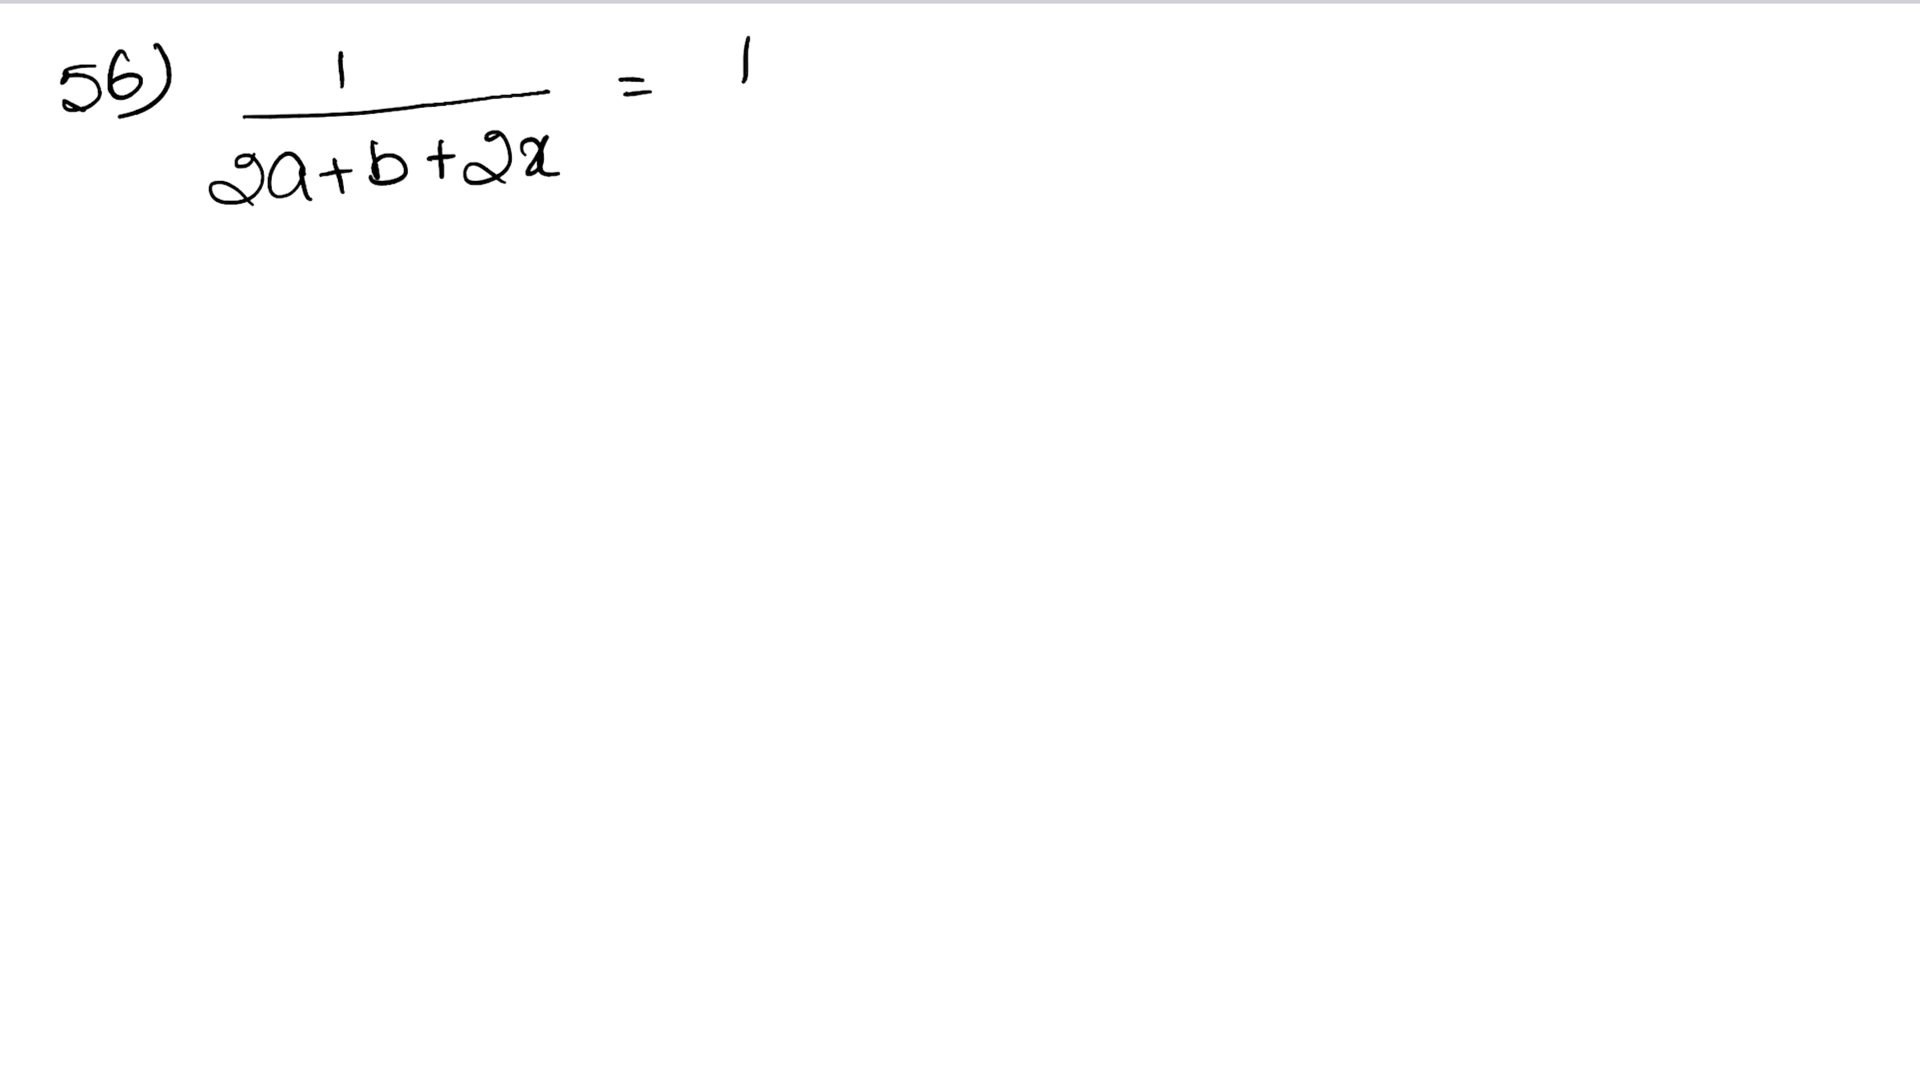 56) 1/(2a+b+2x) = 1